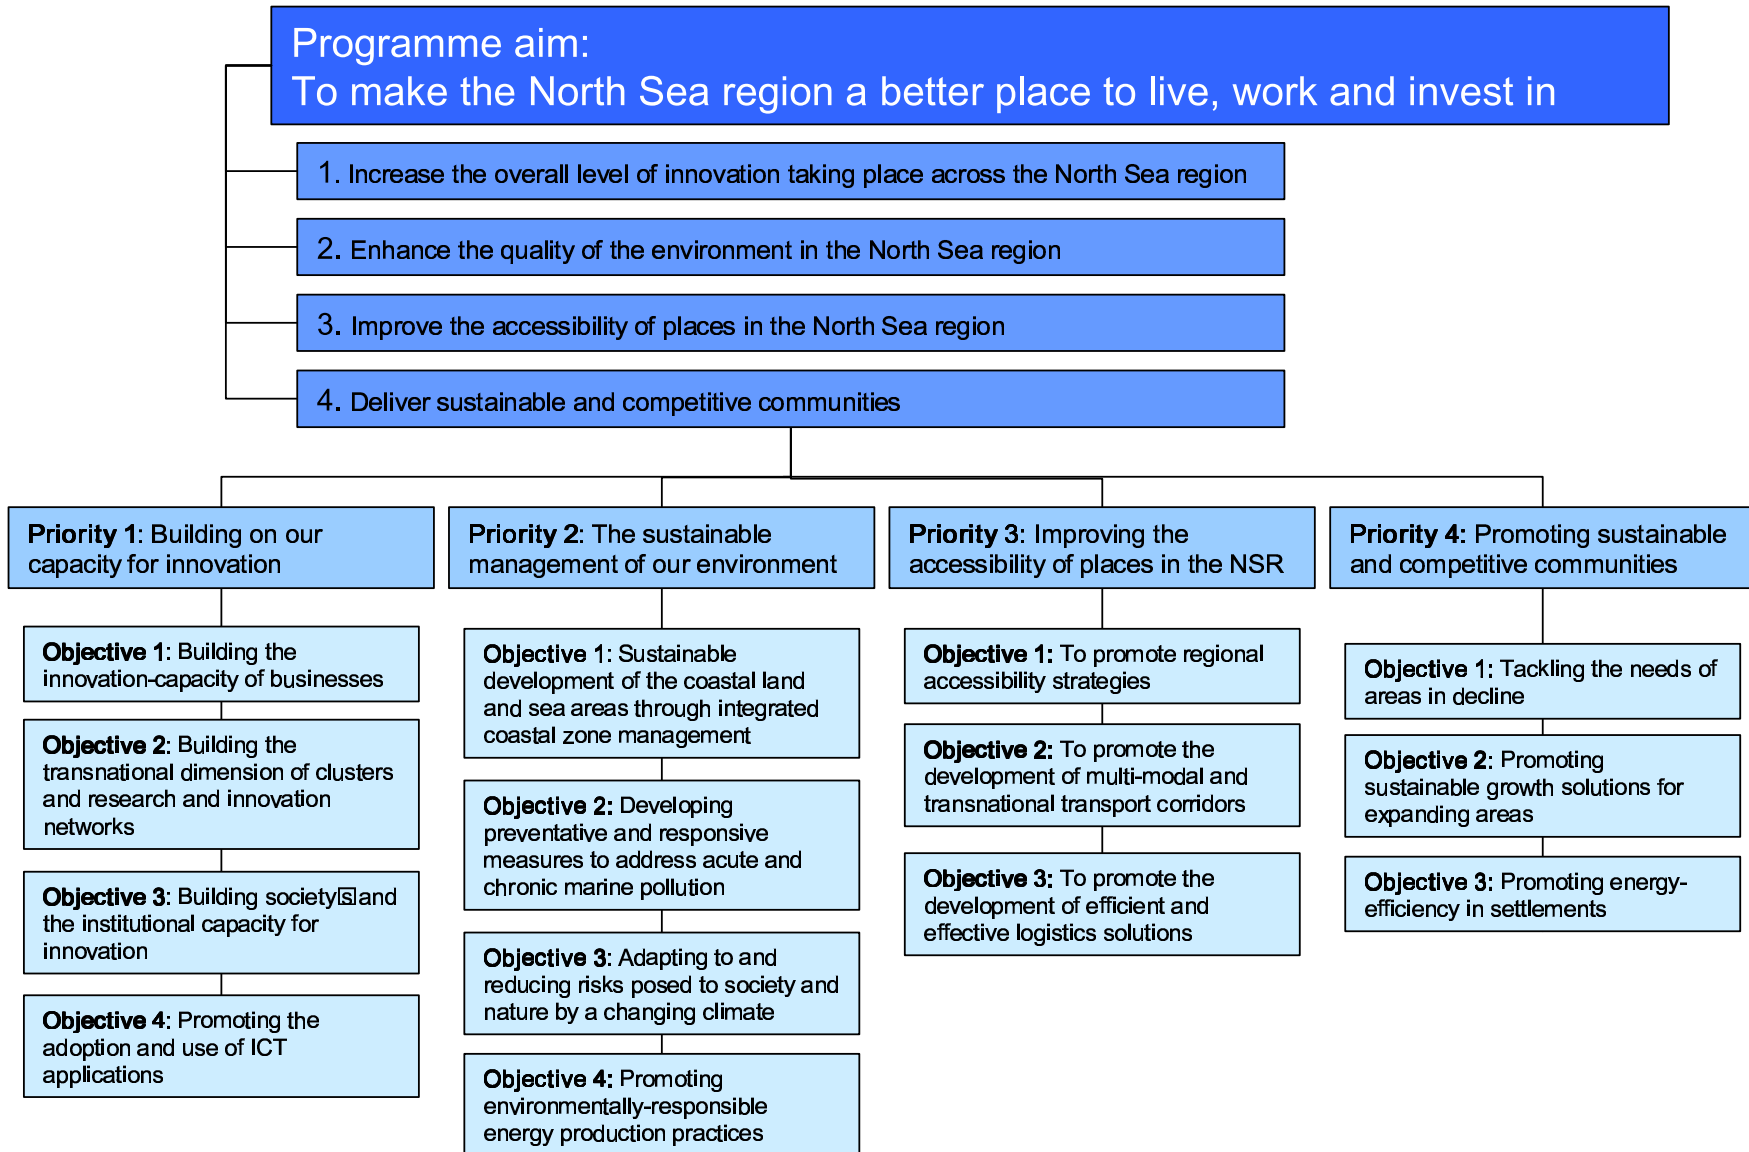 Programme aim:
To make the North Sea region a better place to live, work and invest in
1. Increase the overall level of innovation taking place across the North Sea region
2. Enhance the quality of the environment in the North Sea region
3. Improve the accessibility of places in the North Sea region
4. Deliver sustainable and competitive communities
Priority 1: Building on our
capacity for innovation
Objective 1: Building the
innovation-capacity of businesses
Objective 2: Building the
transnational dimension of clusters
and research and innovation
networks
Objective 3: Building societys and
the institutional capacity for
innovation
Objective 4: Promoting the
adoption and use of ICT
applications
Priority 2: The sustainable
management of our environment
Objective 1: Sustainable
development of the coastal land
and sea areas through integrated
coastal zone management
Objective 2: Developing
preventative and responsive
measures to address acute and
chronic marine pollution
Objective 3: Adapting to and
reducing risks posed to society and
nature by a changing climate
Objective 4: Promoting
environmentally-responsible
energy production practices
Priority 3: Improving the
accessibility of places in the NSR
Objective 1: To promote regional
accessibility strategies
Objective 2: To promote the
development of multi-modal and
transnational transport corridors
Objective 3: To promote the
development of efficient and
effective logistics solutions
Priority 4: Promoting sustainable
and competitive communities
Objective 1: Tackling the needs of
areas in decline
Objective 2: Promoting
sustainable growth solutions for
expanding areas
Objective 3: Promoting energy-
efficiency in settlements